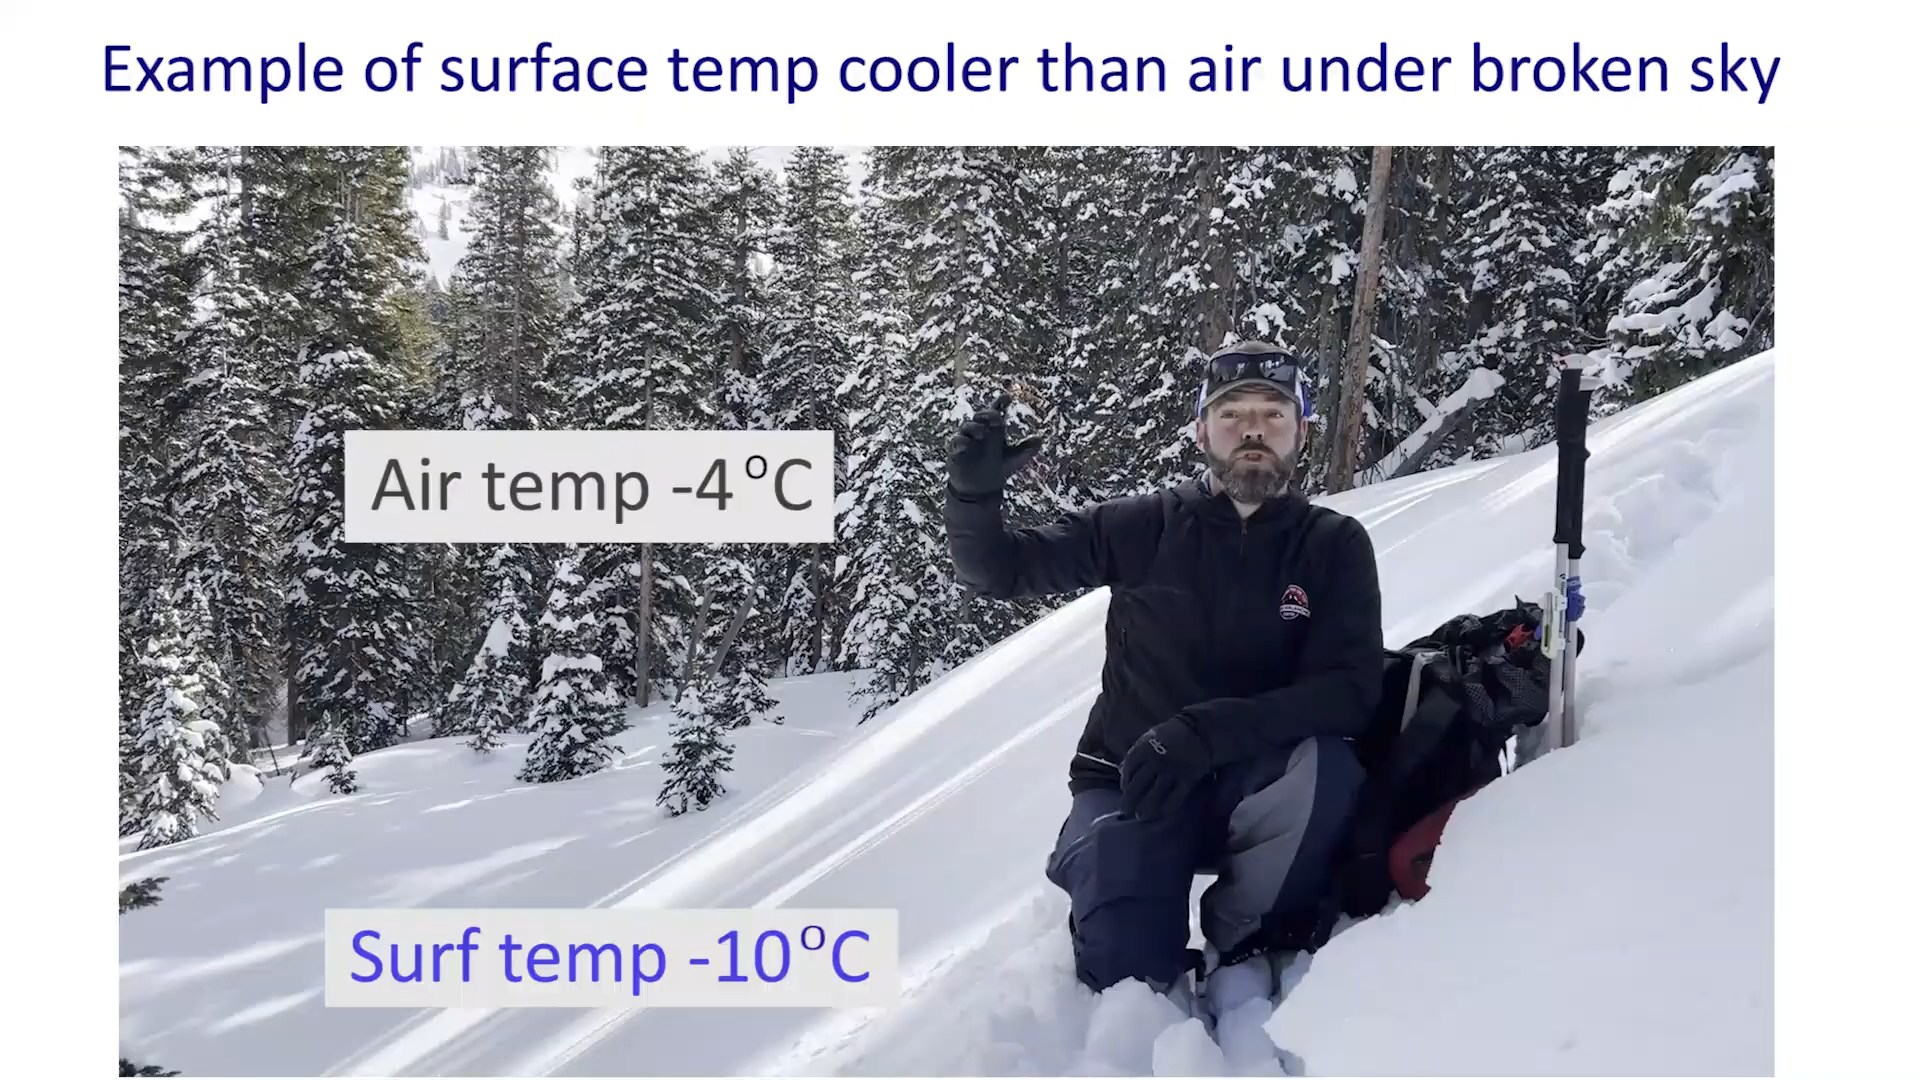 Example of surface temp cooler than air under broken sky
Air temp -4°C
Surf temp -10°C